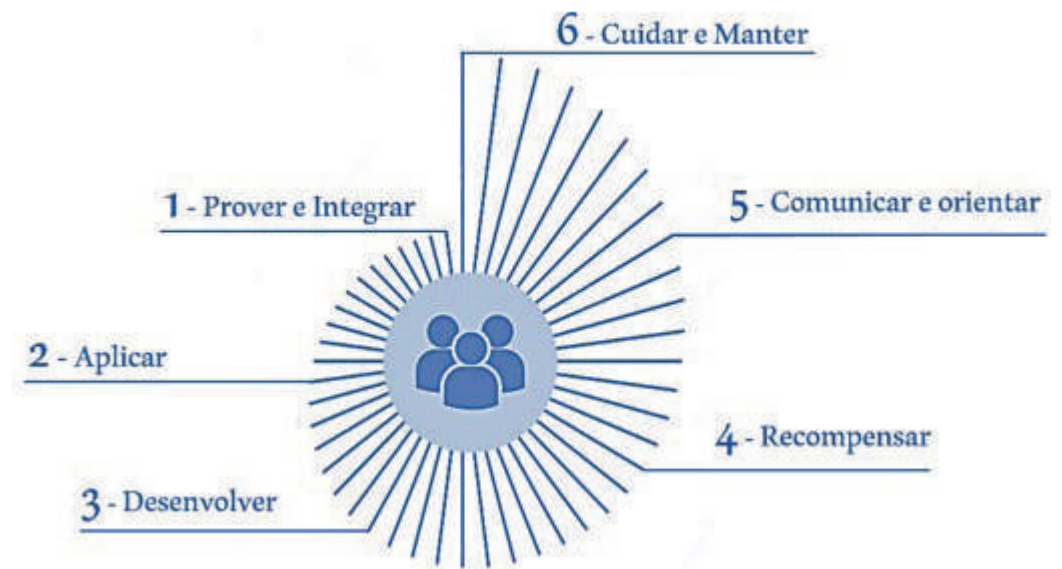 6 - Cuidar e Manter
1 - Prover e Integrar
5 - Comunicar e orientar
2 - Aplicar
4 - Recompensar
3 - Desenvolver